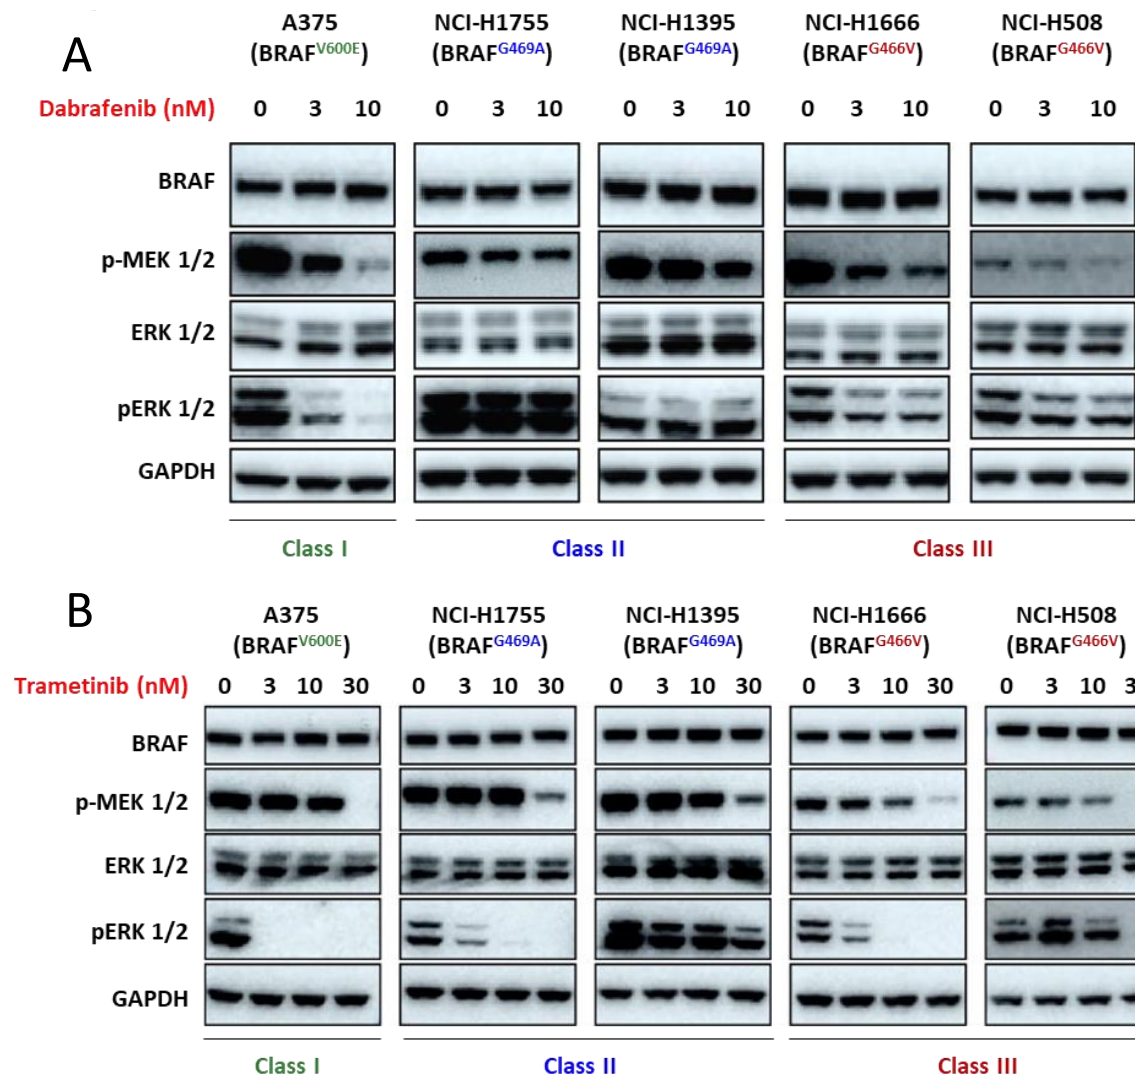 A
A375 NCI-H1755 NCI-H1395 NCI-H1666 NCI-H508
(BRAFV600E) (BRAFG469A) (BRAFG469A) (BRAFG466V) (BRAFG466V)
Dabrafenib (nM) 0 3 10 0 3 10 0 3 10 0 3 10 0 3 10
BRAF
p-MEK 1/2
ERK 1/2
pERK 1/2
GAPDH
Class I Class II Class III
B
A375 NCI-H1755 NCI-H1395 NCI-H1666 NCI-H508
(BRAFV600E) (BRAFG469A) (BRAFG469A) (BRAFG466V) (BRAFG466V)
Trametinib (nM) 0 3 10 30 0 3 10 30 0 3 10 30 0 3 10 30 0 3 10 3
BRAF
p-MEK 1/2
ERK 1/2
pERK 1/2
GAPDH
Class I Class II Class III